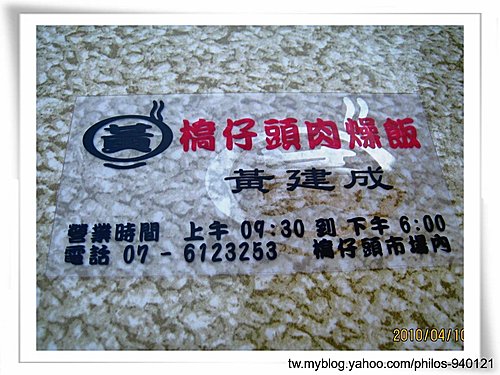 黃
槁仔頭肉燥飯
黃建成
營業時間 上午 09:30 到 下午 6:00
電話 07 - 6123253 槁仔頭市場內
2010/04/10
tw.myblog.yahoo.com/philos-940121